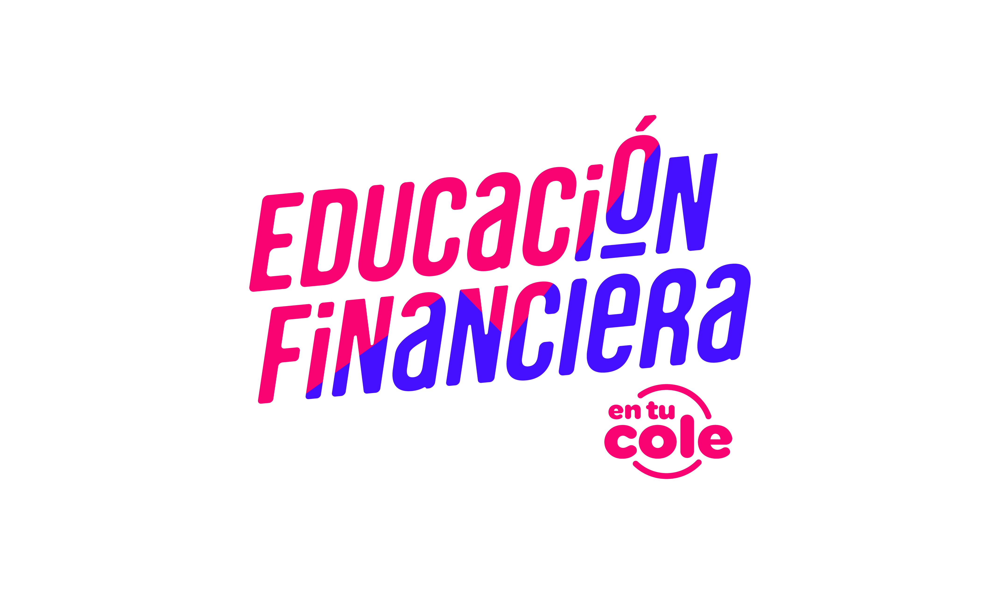 EDUCaCiÓN
FiNaNCIeRa
en tu
cole